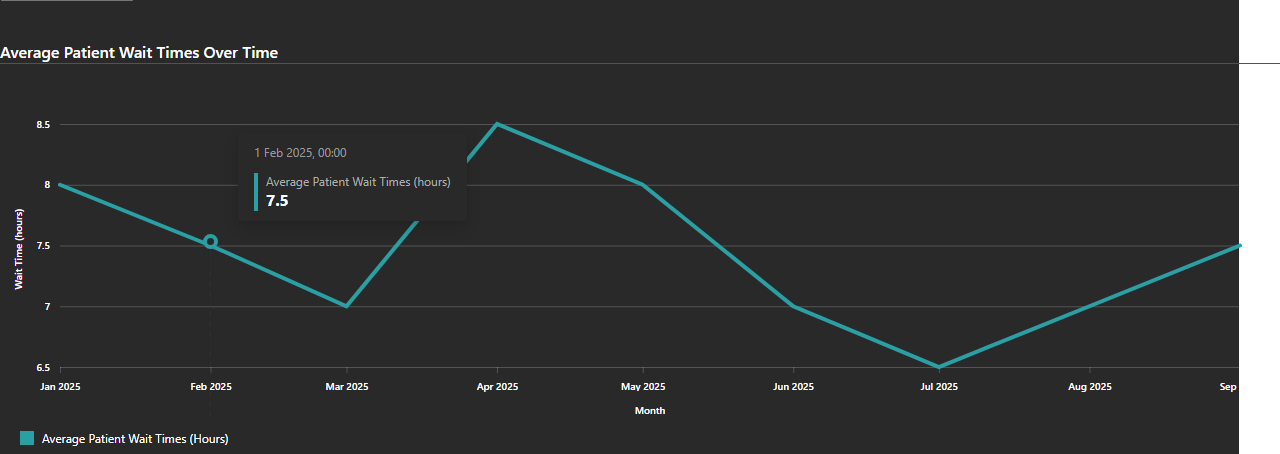 Average Patient Wait Times Over Time
8.5
8
7.5
7
6.5
Wait Time (hours)
1 Feb 2025, 00:00
Average Patient Wait Times (hours)
7.5
Jan 2025 Feb 2025 Mar 2025 Apr 2025 May 2025 Jun 2025 Jul 2025 Aug 2025 Sep
Month
Average Patient Wait Times (Hours)